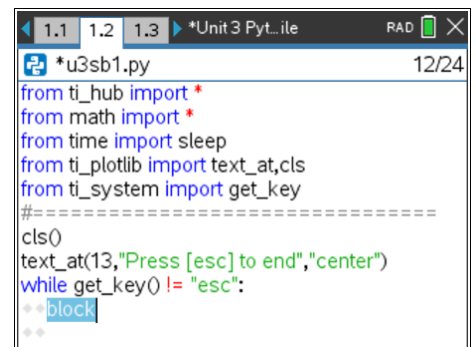 1.1 1.2 1.3 *Unit 3 Pyt…ile RAD
*u3sb1.py 12/24
from ti_hub import *
from math import *
from time import sleep
from ti_plotlib import text_at,cls
from ti_system import get_key
#=================================
cls()
text_at(13,"Press [esc] to end","center")
while get_key() != "esc":
◆◆block
◆◆